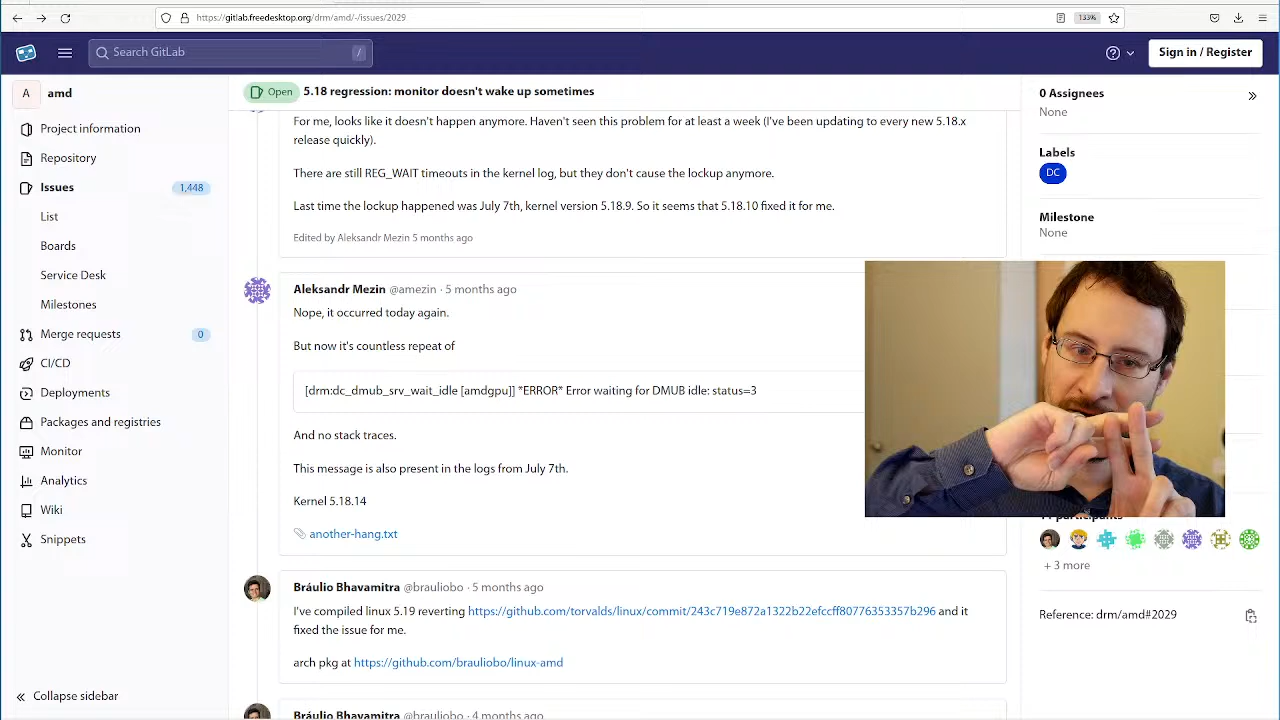 https://gitlab.freedesktop.org/drm/amd/-/issues/2029
133%
Search GitLab
/
Sign in / Register
A
amd
Project information
Repository
Issues
1,448
List
Boards
Service Desk
Milestones
Merge requests
0
CI/CD
Deployments
Packages and registries
Monitor
Analytics
Wiki
Snippets
Collapse sidebar
Open
5.18 regression: monitor doesn't wake up sometimes
For me, looks like it doesn't happen anymore. Haven't seen this problem for at least a week (I've been updating to every new 5.18.x
release quickly).
There are still REG_WAIT timeouts in the kernel log, but they don't cause the lockup anymore.
Last time the lockup happened was July 7th, kernel version 5.18.9. So it seems that 5.18.10 fixed it for me.
Edited by Aleksandr Mezin 5 months ago
Aleksandr Mezin @amezin · 5 months ago
Nope, it occurred today again.
But now it's countless repeat of
[drm:dc_dmub_srv_wait_idle [amdgpu]] *ERROR* Error waiting for DMUB idle: status=3
And no stack traces.
This message is also present in the logs from July 7th.
Kernel 5.18.14
another-hang.txt
Bráulio Bhavamitra @brauliobo · 5 months ago
I've compiled linux 5.19 reverting https://github.com/torvalds/linux/commit/243c719e872a1322b22efccff80776353357b296 and it
fixed the issue for me.
arch pkg at https://github.com/brauliobo/linux-amd
Bráulio Bhavamitra @brauliobo · 4 months ago
0 Assignees
None
Labels
DC
Milestone
None
participants
+ 3 more
Reference: drm/amd#2029